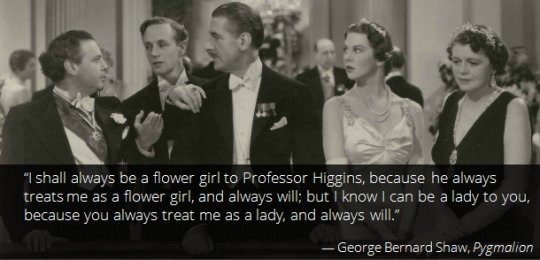 “I shall always be a flower girl to Professor Higgins, because he always
treats me as a flower girl, and always will; but I know I can be a lady to you,
because you always treat me as a lady, and always will.”
— George Bernard Shaw, Pygmalion